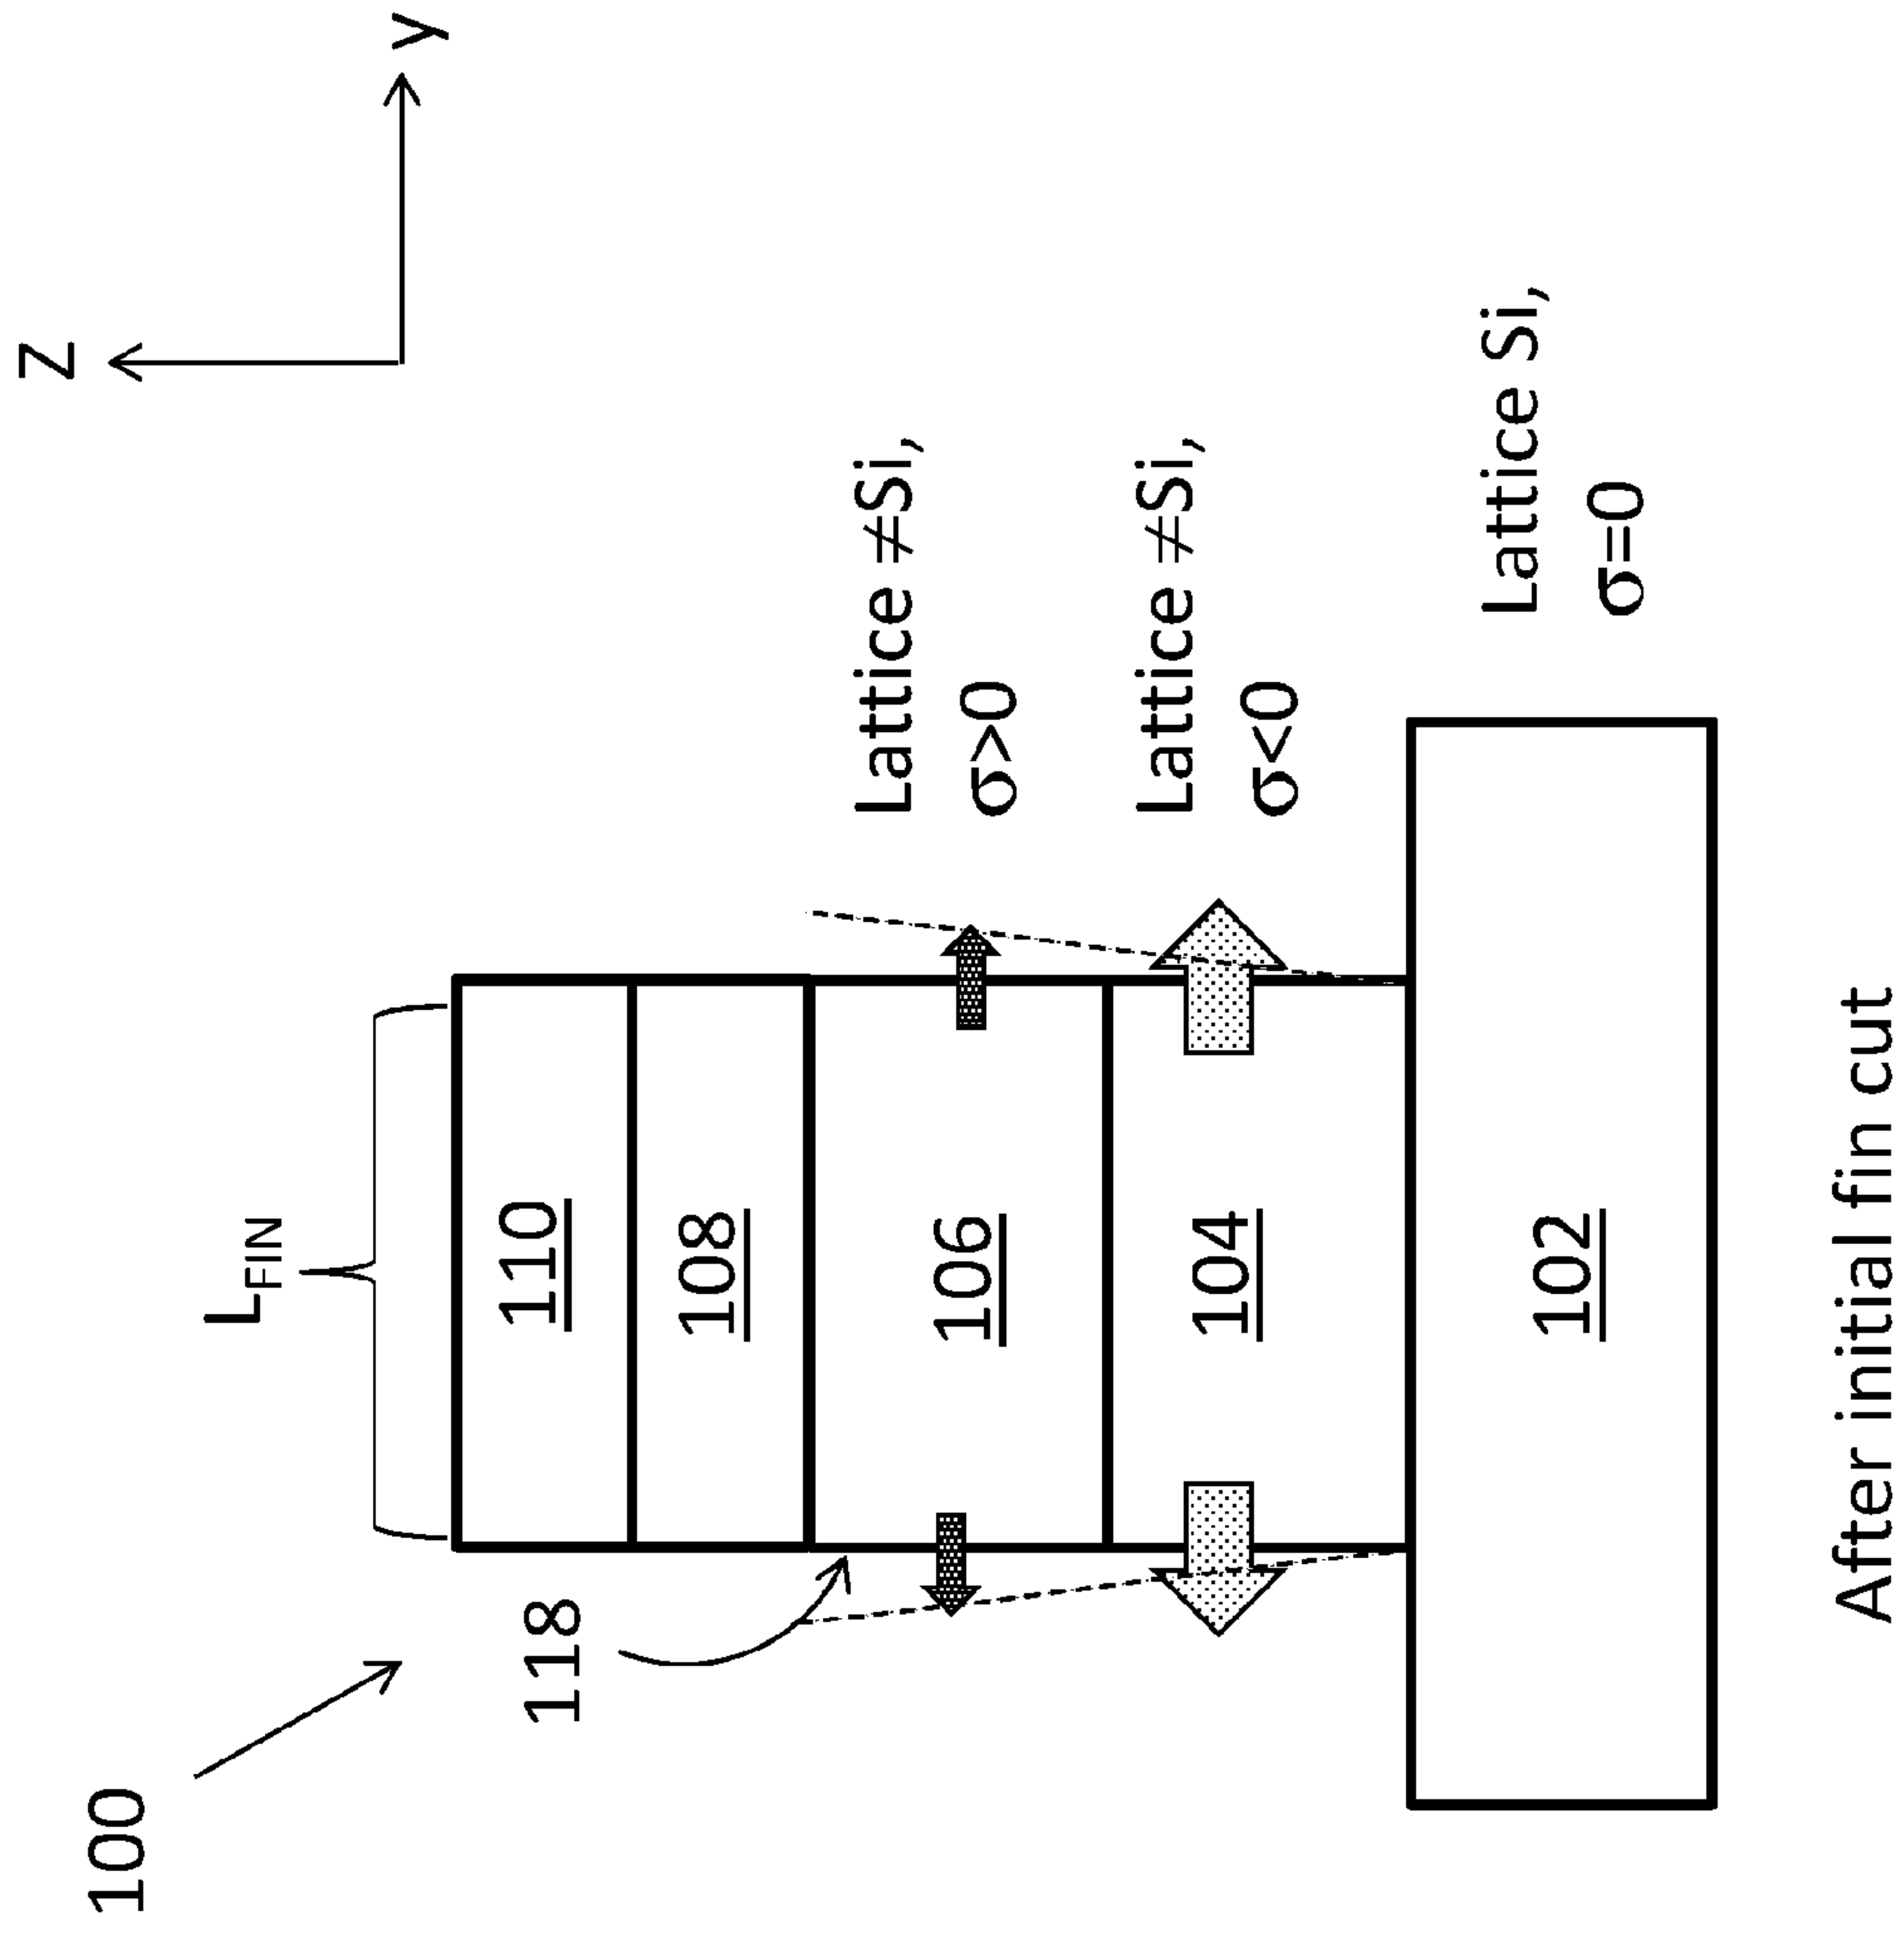 100
Z
y
L_FIN
118
110
108
106
Lattice ≠Si,
σ>0
104
Lattice ≠Si,
σ<0
102
Lattice Si,
σ=0
After initial fin cut